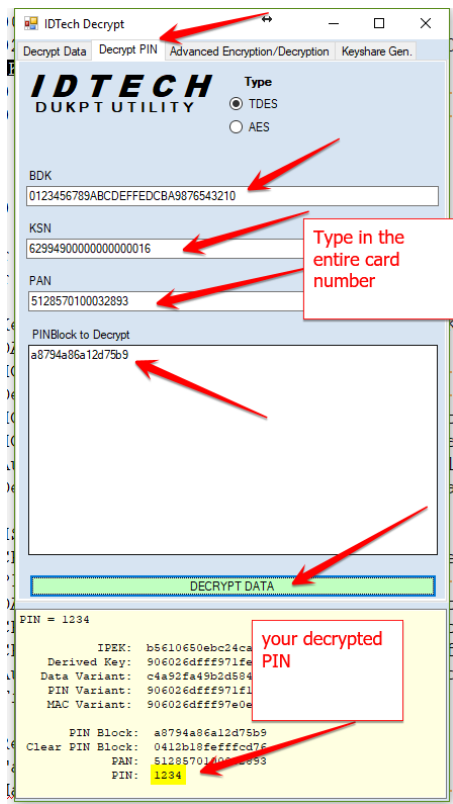 IDTech Decrypt
Decrypt Data Decrypt PIN Advanced Encryption/Decryption Keyshare Gen.
IDTECH
DUKPT UTILITY
Type
TDES
AES
BDK
0123456789ABCDEFFEDCBA9876543210
KSN
62994900000000000016
Type in the
entire card
number
PAN
5128570100032893
PINBlock to Decrypt
a8794a86a12d75b9
DECRYPT DATA
PIN = 1234
IPEK: b5610650ebc24ca
Derived Key: 906026dfff971fe
Data Variant: c4a92fa49b2d584
PIN Variant: 906026dfff971f1
MAC Variant: 906026dfff97e0e
your decrypted
PIN
PIN Block: a8794a86a12d75b9
Clear PIN Block: 0412b18fefffcd76
PAN: 5128570100032893
PIN: 1234